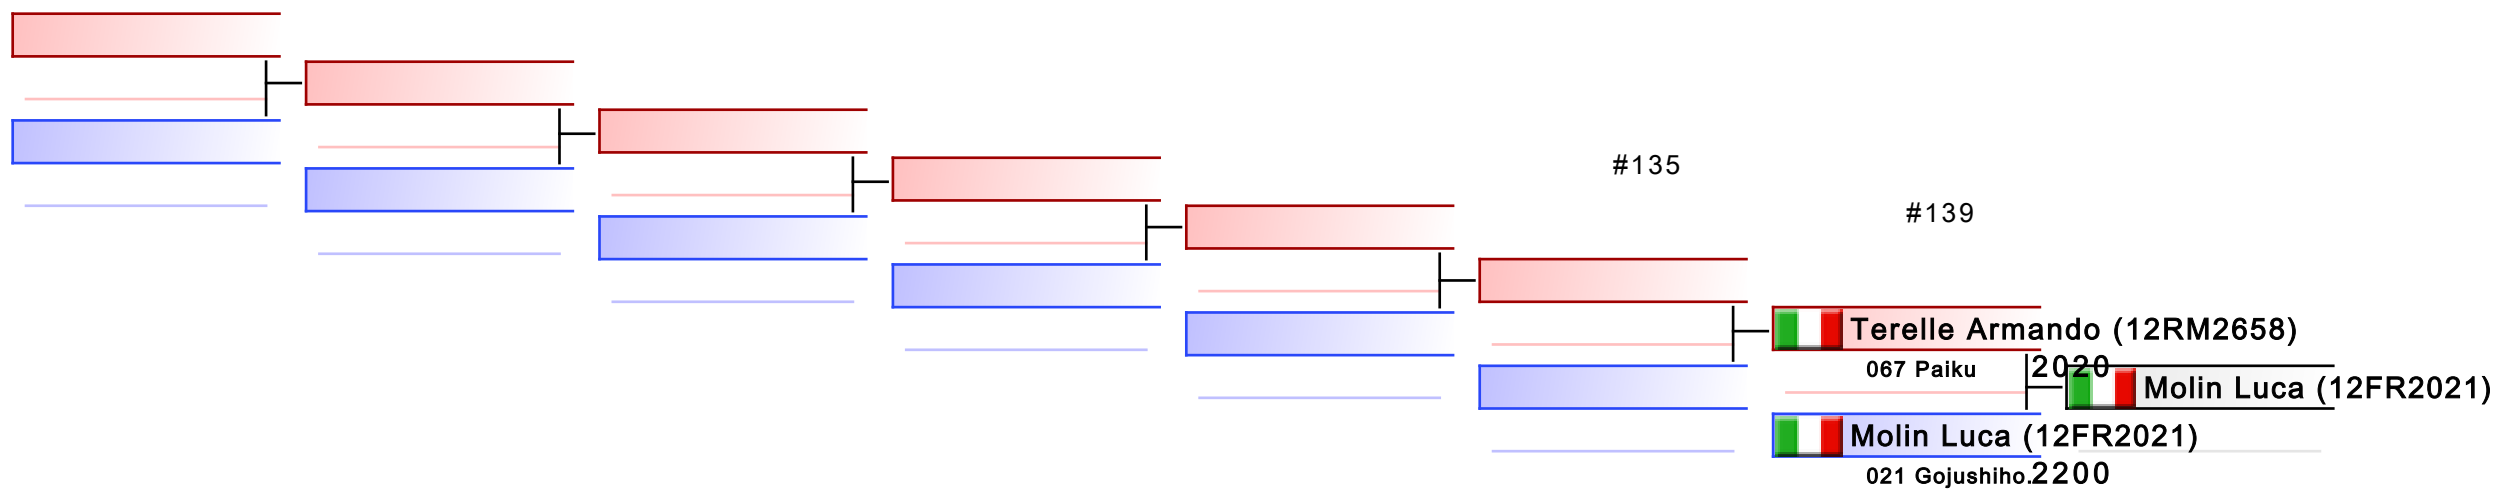 #135
#139
Terelle Armando (12RM2658)
067 Paiku 2020
Molin Luca (12FR2021)
Molin Luca (12FR2021)
021 Gojushiho. 2200